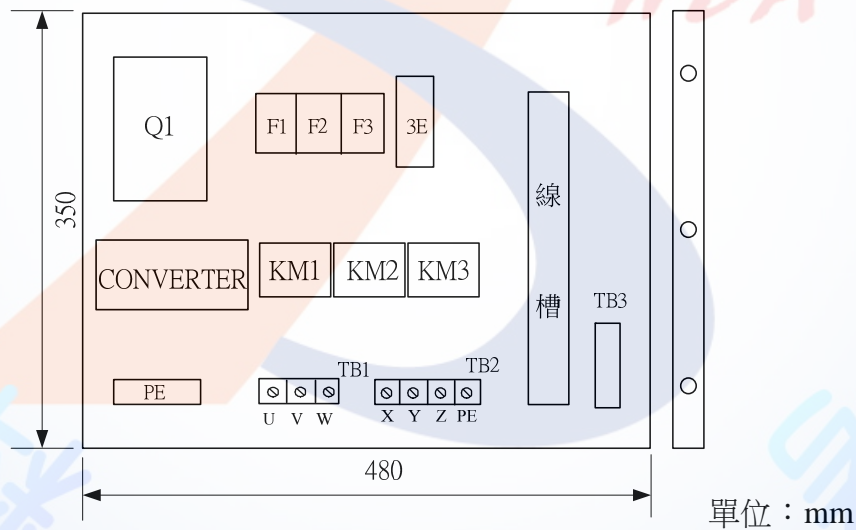 Q1
F1 F2 F3 3E
線槽
350
CONVERTER KM1 KM2 KM3
TB3
PE
TB1
TB2
U V W
X Y Z PE
480
單位：mm